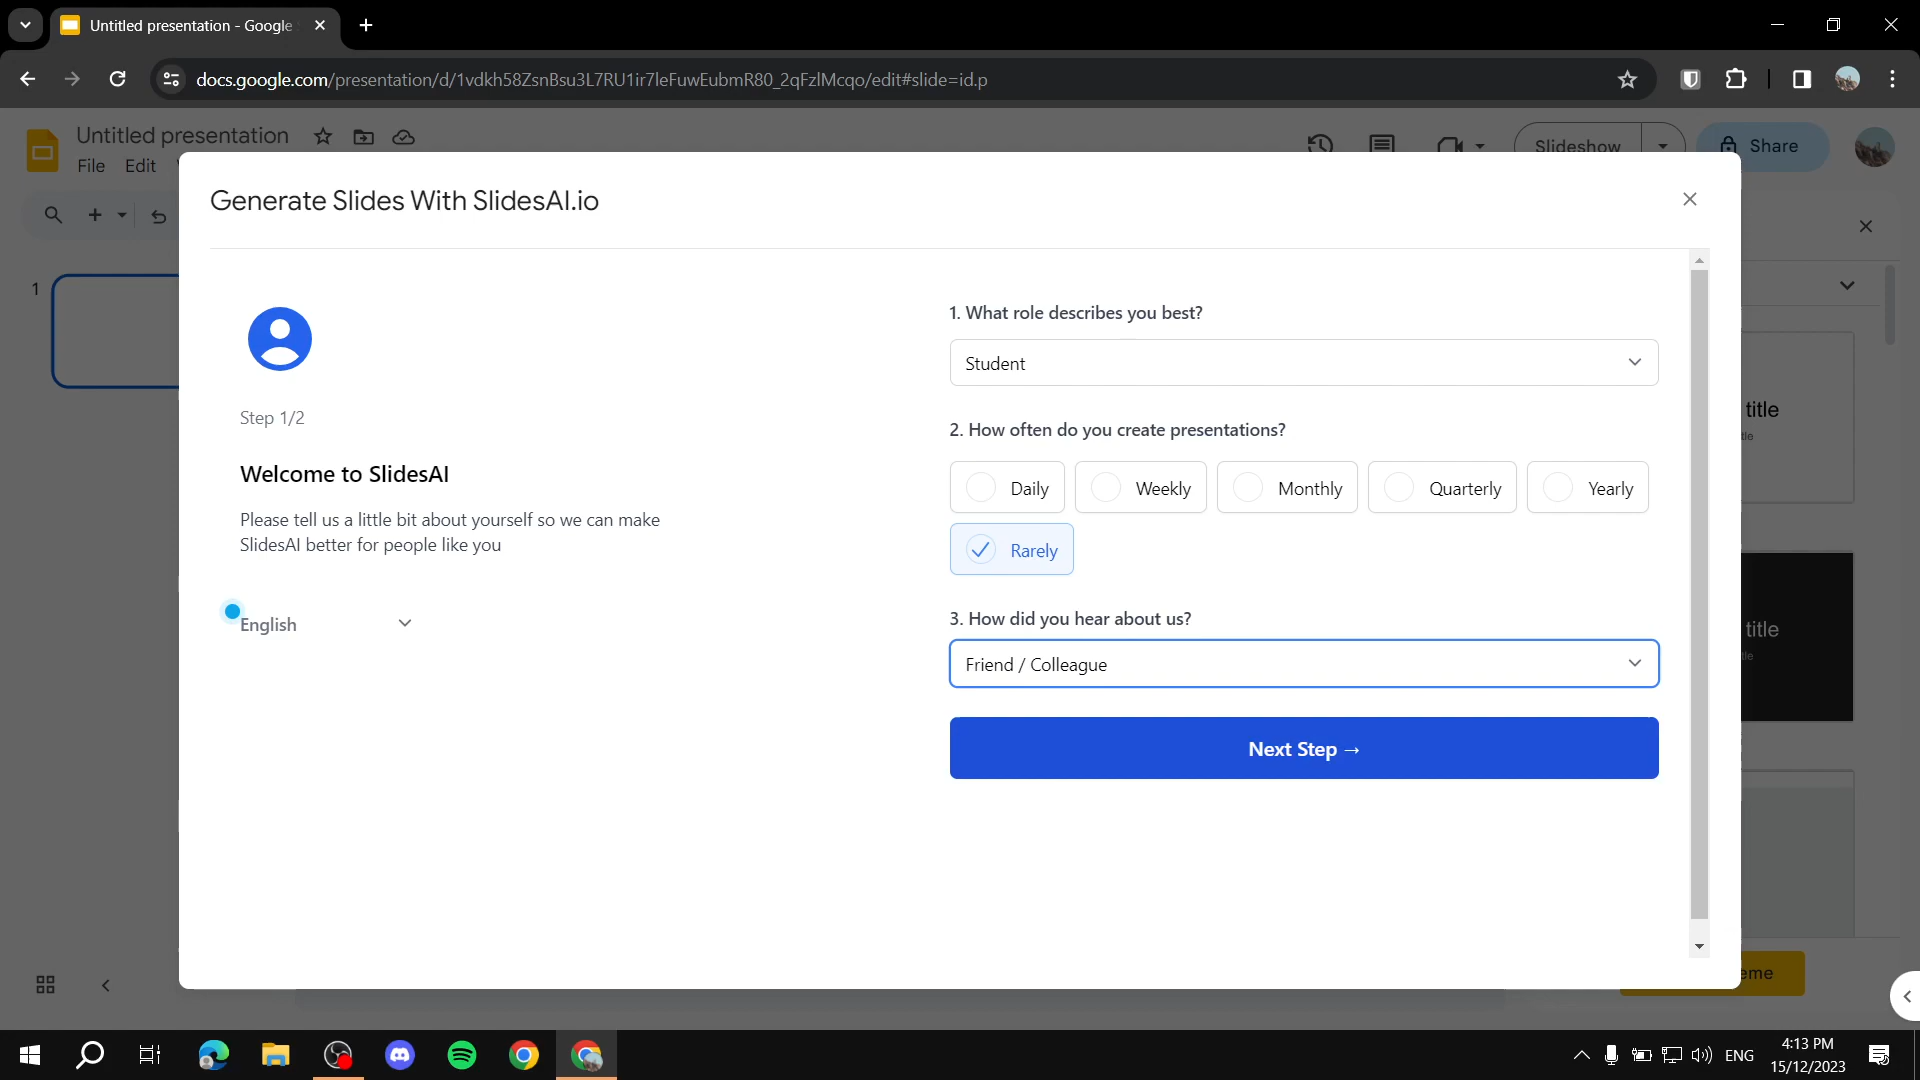 Untitled presentation - Google
docs.google.com/presentation/d/1vdkh58ZsnBsu3L7RU1ir7leFuwEubmR80_2qFzlMcqo/edit#slide=id.p
Untitled presentation
File Edit
Slideshow
Share
Generate Slides With SlidesAI.io
1
Step 1/2
Welcome to SlidesAI
Please tell us a little bit about yourself so we can make
SlidesAI better for people like you
English
1. What role describes you best?
Student
2. How often do you create presentations?
Daily Weekly Monthly Quarterly Yearly
Rarely
3. How did you hear about us?
Friend / Colleague
Next Step →
title
tle
title
tle
eme
ENG
4:13 PM
15/12/2023